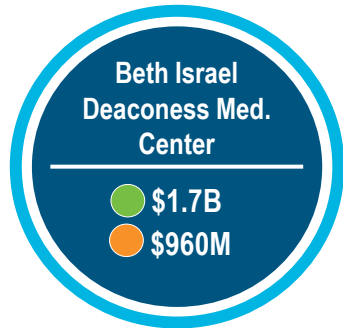 Beth Israel
Deaconess Med.
Center
$1.7B
$960M